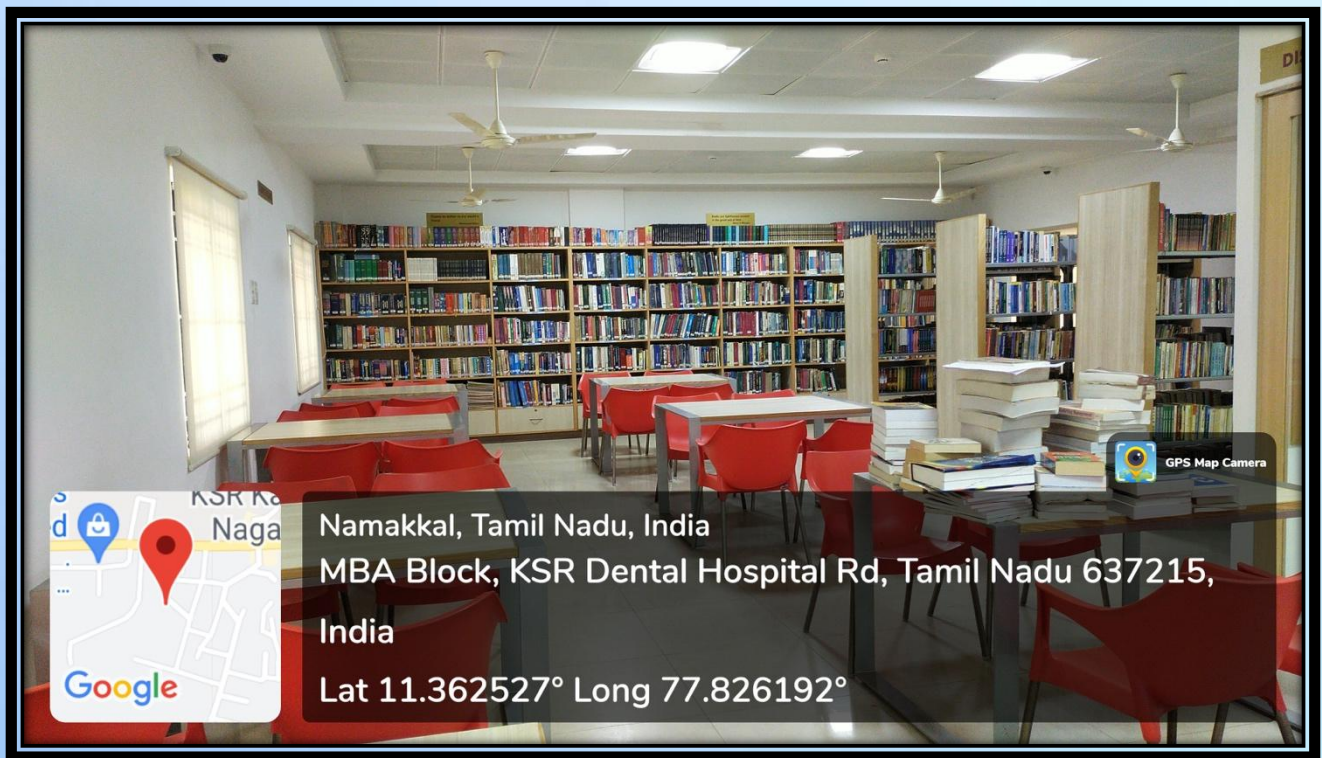 DI
GPS Map Camera
KSR Ka
Naga
Google
Namakkal, Tamil Nadu, India
MBA Block, KSR Dental Hospital Rd, Tamil Nadu 637215,
India
Lat 11.362527° Long 77.826192°